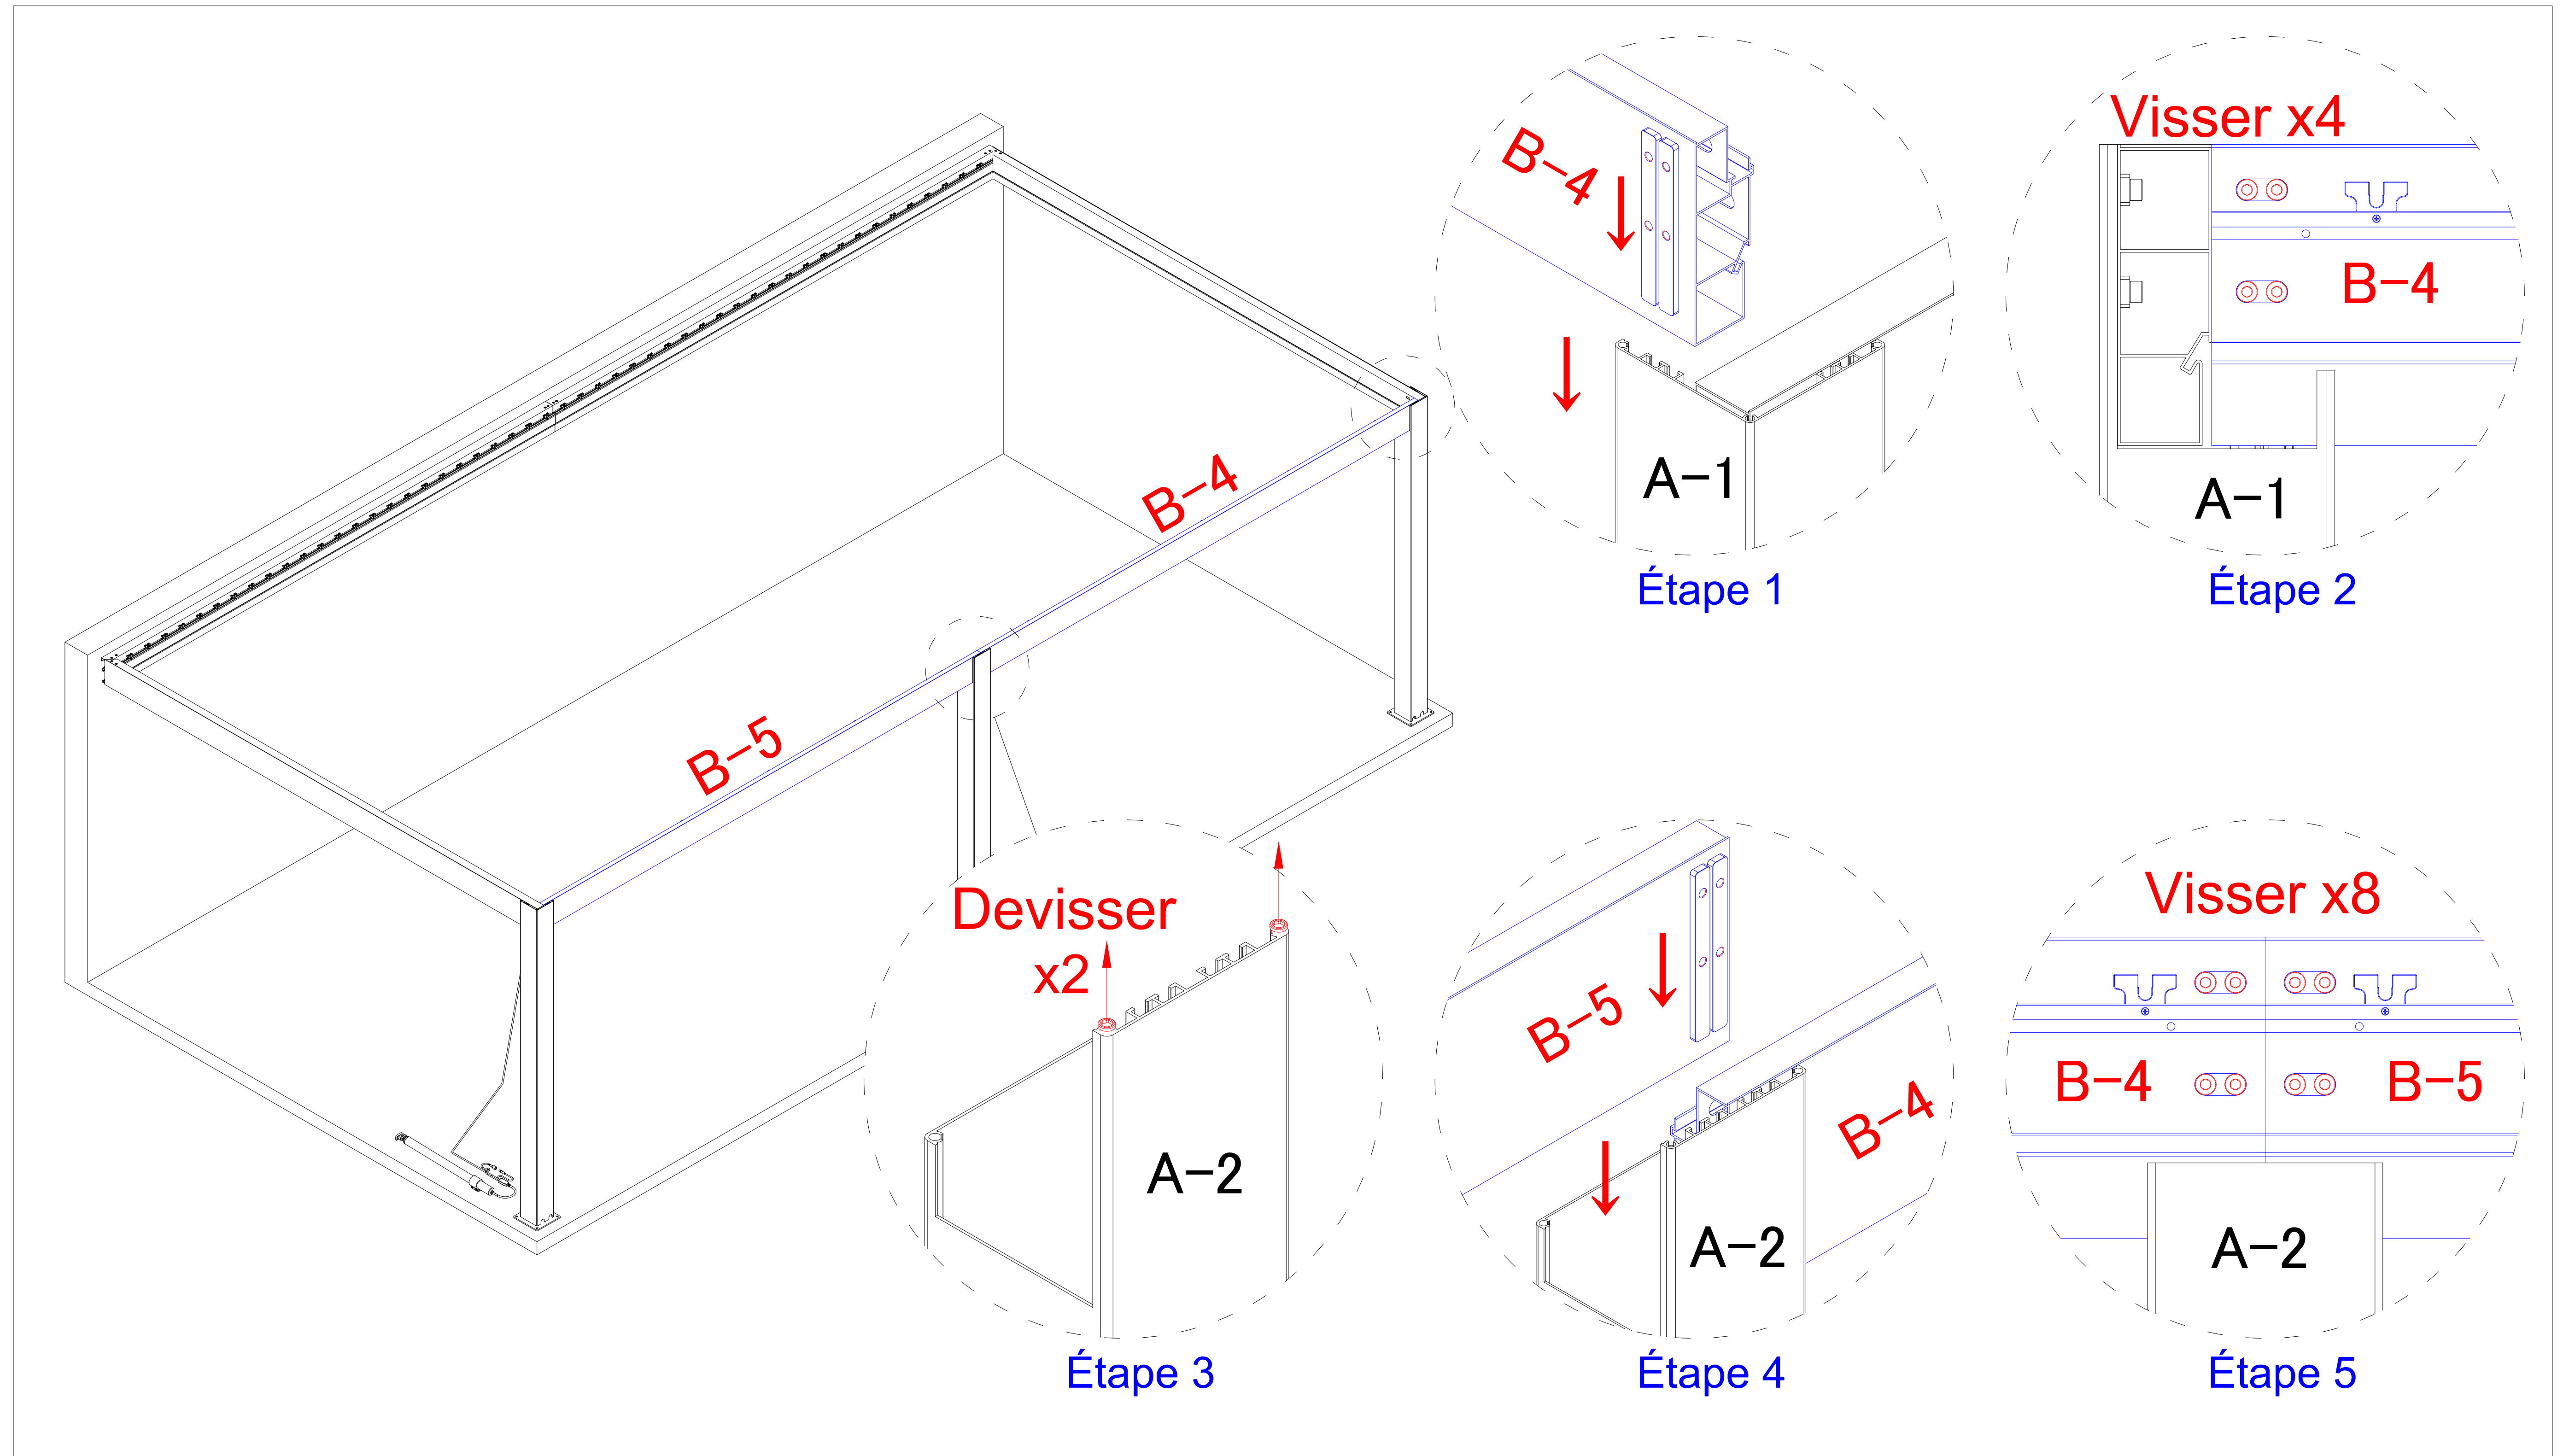 B-4
B-5
B-4
A-1
Étape 1
Visser x4
B-4
A-1
Étape 2
Devisser
x2
A-2
Étape 3
B-5
B-4
A-2
Étape 4
Visser x8
B-4
B-5
A-2
Étape 5